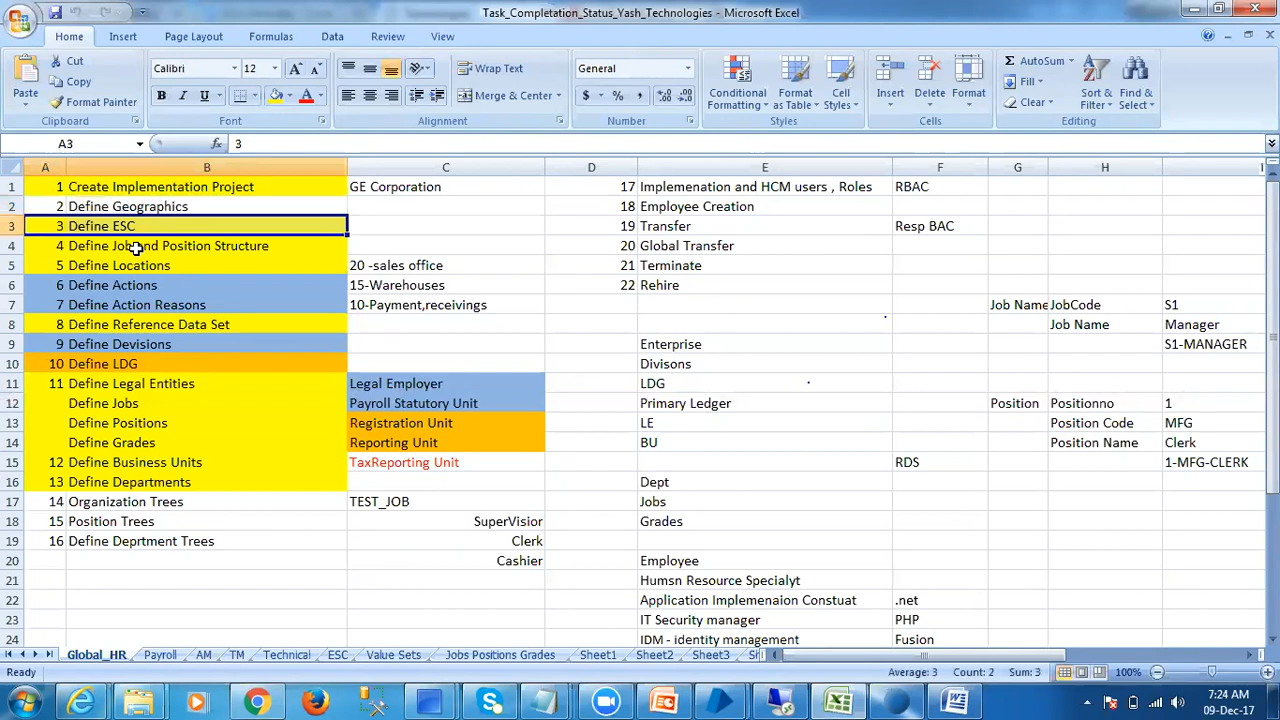 Task_Completion_Status_Yash_Technologies - Microsoft Excel
Home Insert Page Layout Formulas Data Review View
Paste Cut Copy Format Painter Clipboard
Calibri 12 A A B I U A Font
Wrap Text Merge & Center Alignment
General $ % , Number
Conditional Formatting Format as Table Cell Styles Styles
Insert Delete Format Cells
Σ AutoSum Fill Clear Sort & Filter Find & Select Editing
A3 fx 3
A B C D E F G H I
1 1 Create Implementation Project GE Corporation 17 Implemenation and HCM users , Roles RBAC
2 2 Define Geographics 18 Employee Creation
3 3 Define ESC 19 Transfer Resp BAC
4 4 Define Job and Position Structure 20 Global Transfer
5 5 Define Locations 20 -sales office 21 Terminate
6 6 Define Actions 15-Warehouses 22 Rehire
7 7 Define Action Reasons 10-Payment,receivings Job Name JobCode S1
8 8 Define Reference Data Set Job Name Manager
9 9 Define Devisions Enterprise S1-MANAGER
10 10 Define LDG Divisons
11 11 Define Legal Entities Legal Employer LDG
12 Define Jobs Payroll Statutory Unit Primary Ledger Position Positionno 1
13 Define Positions Registration Unit LE Position Code MFG
14 Define Grades Reporting Unit BU Position Name Clerk
15 12 Define Business Units TaxReporting Unit RDS 1-MFG-CLERK
16 13 Define Departments Dept
17 14 Organization Trees TEST_JOB Jobs
18 15 Position Trees SuperVisior Grades
19 16 Define Deprtment Trees Clerk
20 Cashier Employee
21 Humsn Resource Specialyt
22 Application Implemenaion Constuat .net
23 IT Security manager PHP
24 IDM - identity management Fusion
Global_HR Payroll AM TM Technical ESC Value Sets Jobs Positions Grades Sheet1 Sheet2 Sheet3
Ready Average: 3 Count: 2 Sum: 3 100%
7:24 AM
09-Dec-17